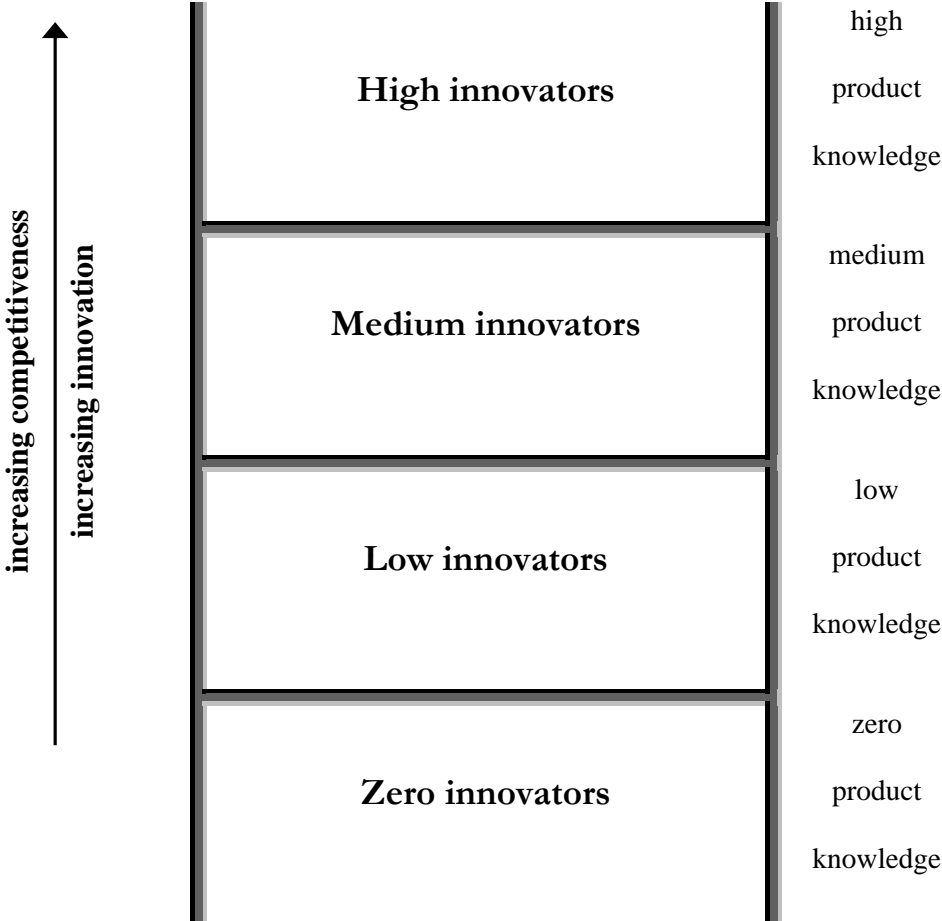 increasing competitiveness
increasing innovation
High innovators
high
product
knowledge
Medium innovators
medium
product
knowledge
Low innovators
low
product
knowledge
Zero innovators
zero
product
knowledge